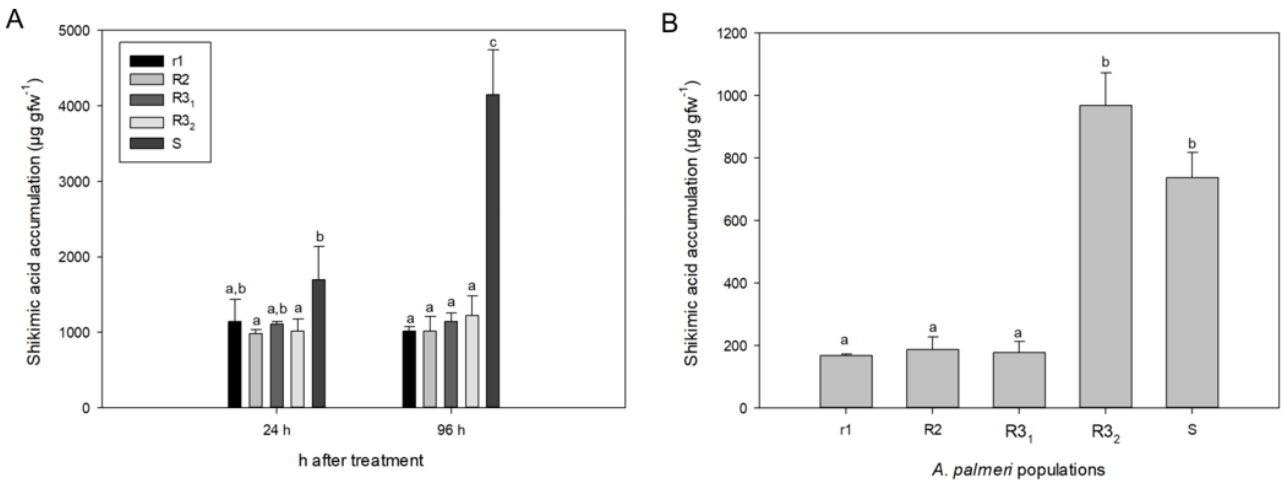 A
Shikimic acid accumulation (µg gfw⁻¹)
5000
4000
3000
2000
1000
0
r1
R2
R3₁
R3₂
S
a,b
a
a,b
a
b
a
a
a
a
c
24 h
96 h
h after treatment
B
Shikimic acid accumulation (µg gfw⁻¹)
1200
1000
800
600
400
200
0
a
a
a
b
b
r1
R2
R3₁
R3₂
S
A. palmeri populations